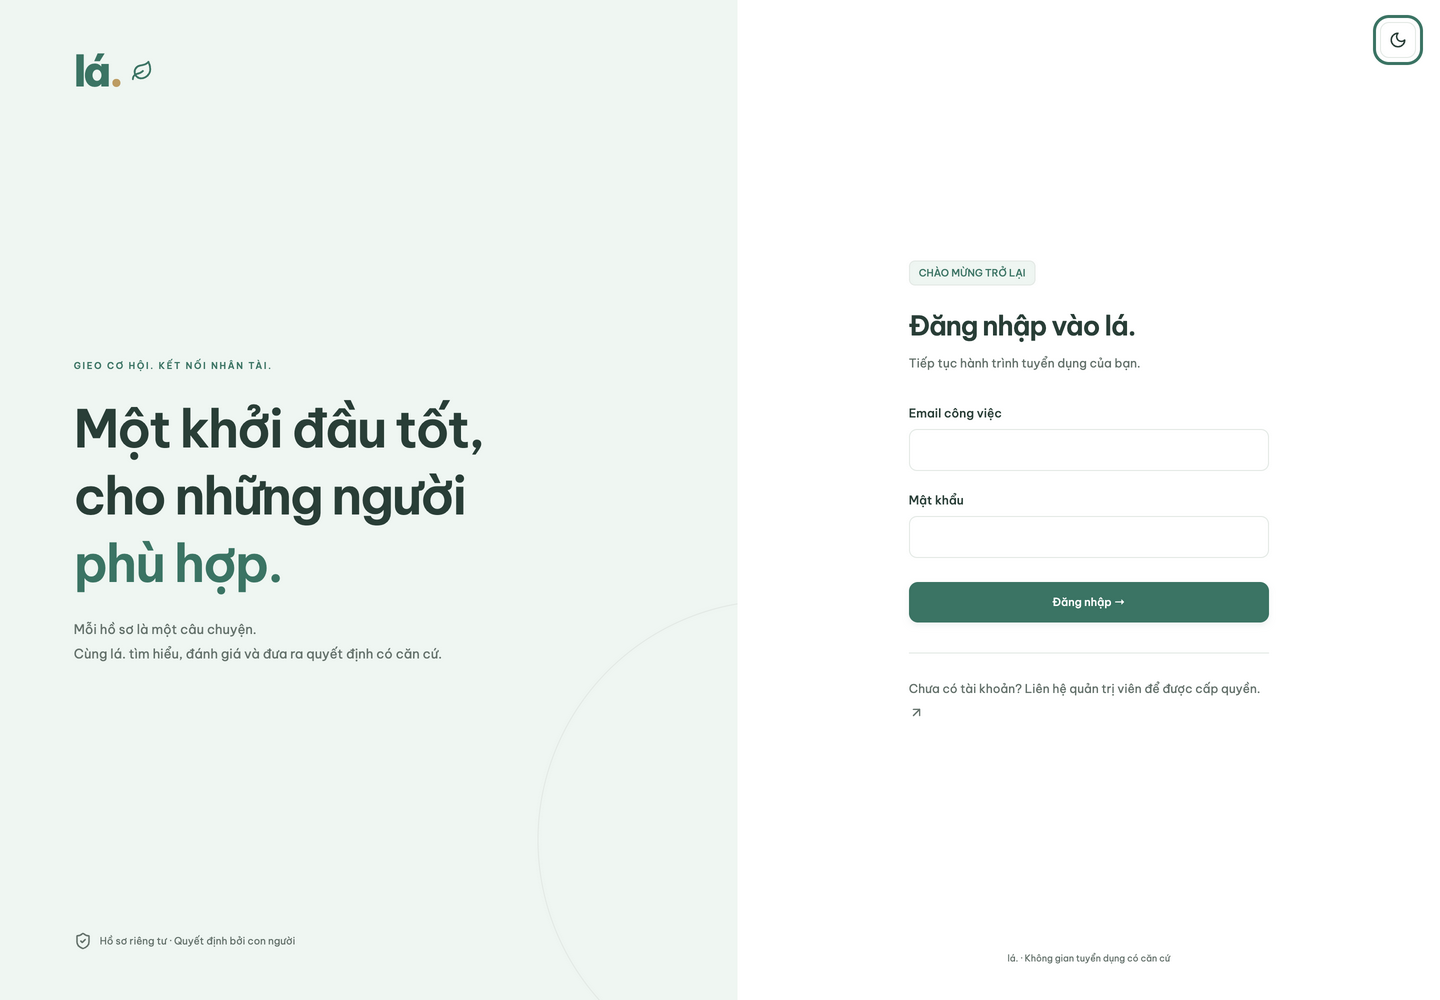 lá.
GIEO CƠ HỘI. KẾT NỐI NHÂN TÀI.
Một khởi đầu tốt,
cho những người
phù hợp.
Mỗi hồ sơ là một câu chuyện.
Cùng lá. tìm hiểu, đánh giá và đưa ra quyết định có căn cứ.
Hồ sơ riêng tư · Quyết định bởi con người
CHÀO MỪNG TRỞ LẠI
Đăng nhập vào lá.
Tiếp tục hành trình tuyển dụng của bạn.
Email công việc
Mật khẩu
Đăng nhập →
Chưa có tài khoản? Liên hệ quản trị viên để được cấp quyền.
lá. · Không gian tuyển dụng có căn cứ